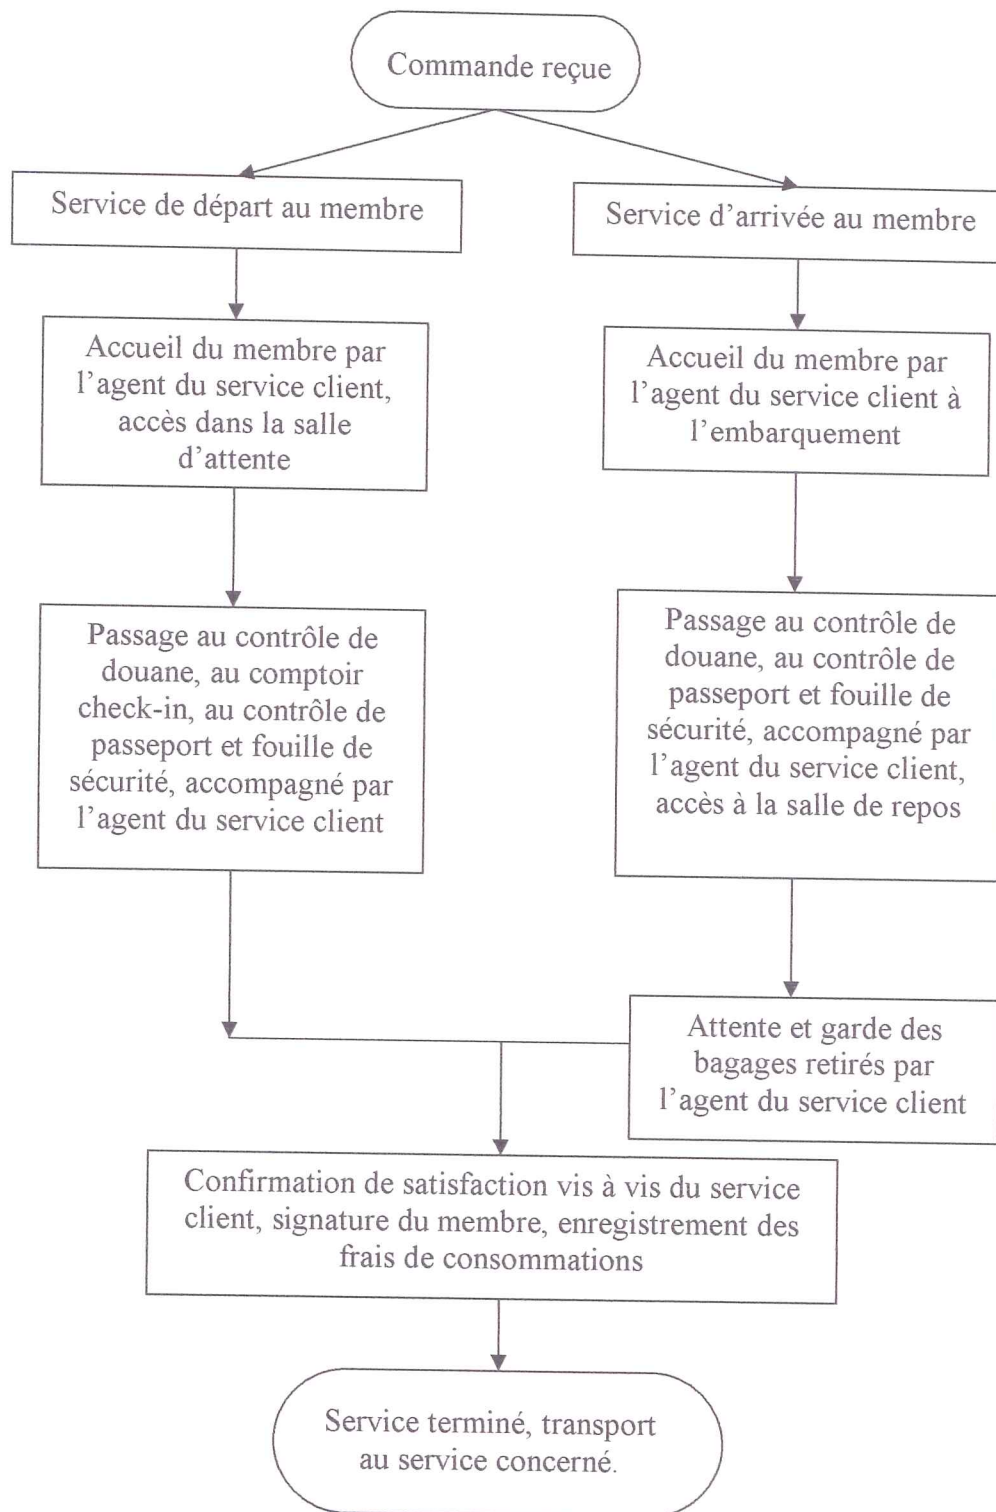 Commande reçue
Service de départ au membre
Accueil du membre par
l’agent du service client,
accès dans la salle
d’attente
Passage au contrôle de
douane, au comptoir
check-in, au contrôle de
passeport et fouille de
sécurité, accompagné par
l’agent du service client
Service d’arrivée au membre
Accueil du membre par
l’agent du service client à
l’embarquement
Passage au contrôle de
douane, au contrôle de
passeport et fouille de
sécurité, accompagné par
l’agent du service client,
accès à la salle de repos
Attente et garde des
bagages retirés par
l’agent du service client
Confirmation de satisfaction vis à vis du service
client, signature du membre, enregistrement des
frais de consommations
Service terminé, transport
au service concerné.